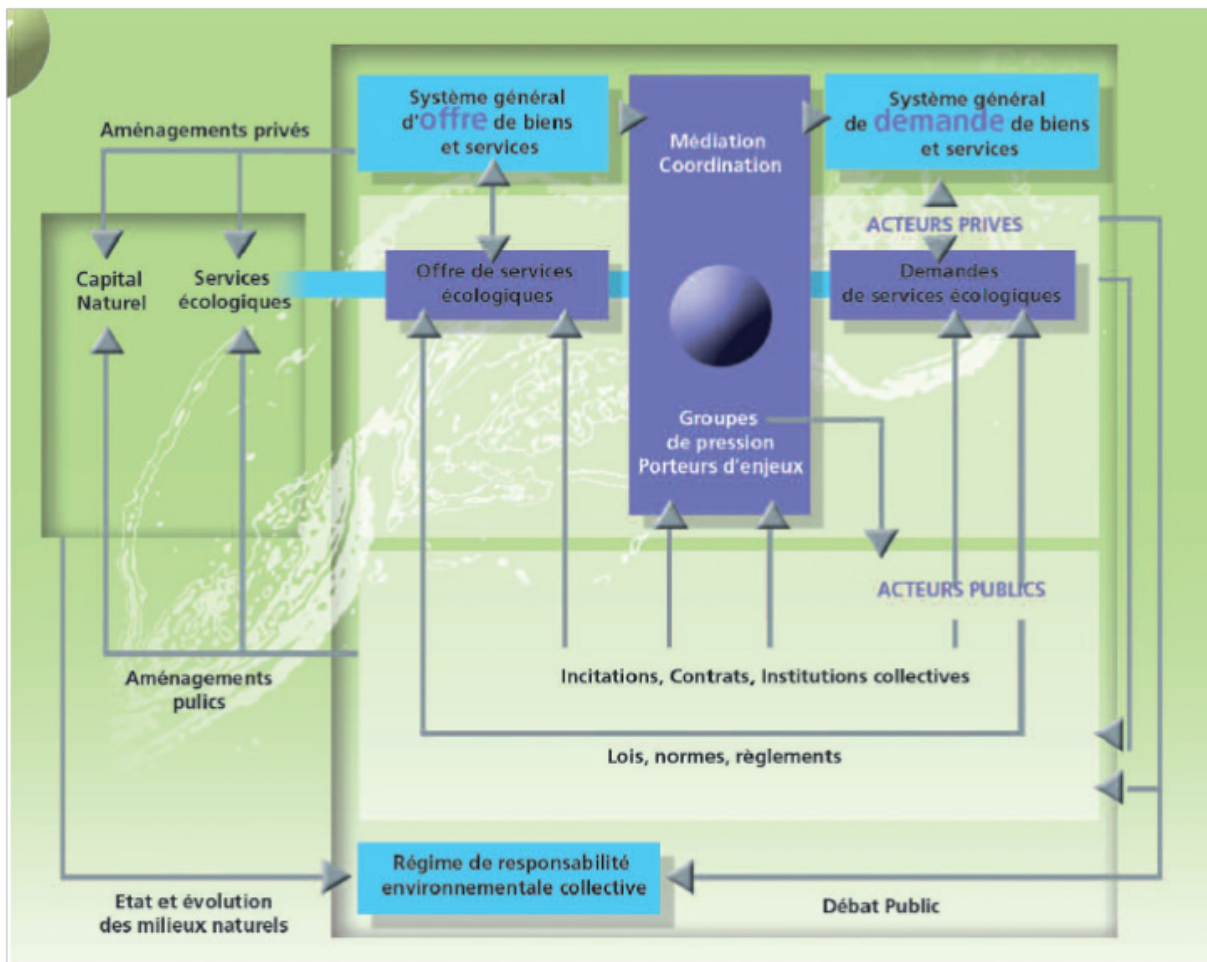 Système général
d'offre de biens
et services
Médiation
Coordination
Système général
de demande de biens
et services
Aménagements privés
ACTEURS PRIVES
Capital
Naturel
Services
écologiques
Offre de services
écologiques
Demandes
de services écologiques
Groupes
de pression
Porteurs d'enjeux
ACTEURS PUBLICS
Incitations, Contrats, Institutions collectives
Aménagements
pulics
Lois, normes, règlements
Régime de responsabilité
environnementale collective
Etat et évolution
des milieux naturels
Débat Public